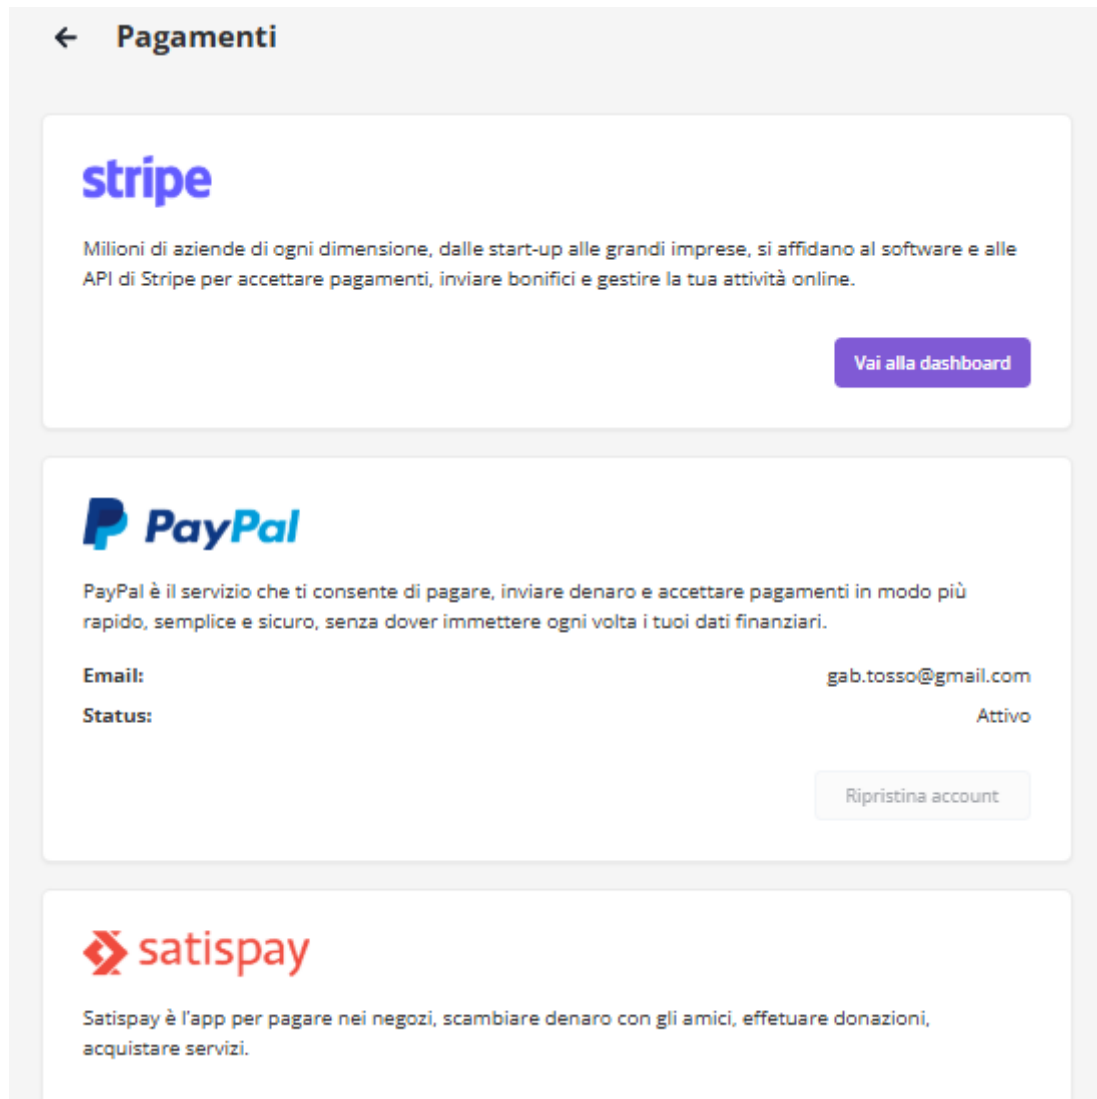 Pagamenti
stripe
Milioni di aziende di ogni dimensione, dalle start-up alle grandi imprese, si affidano al software e alle
API di Stripe per accettare pagamenti, inviare bonifici e gestire la tua attività online.
Vai alla dashboard
PayPal
PayPal è il servizio che ti consente di pagare, inviare denaro e accettare pagamenti in modo più
rapido, semplice e sicuro, senza dover immettere ogni volta i tuoi dati finanziari.
Email: gab.tosso@gmail.com
Status: Attivo
Ripristina account
satispay
Satispay è l'app per pagare nei negozi, scambiare denaro con gli amici, effetuare donazioni,
acquistare servizi.